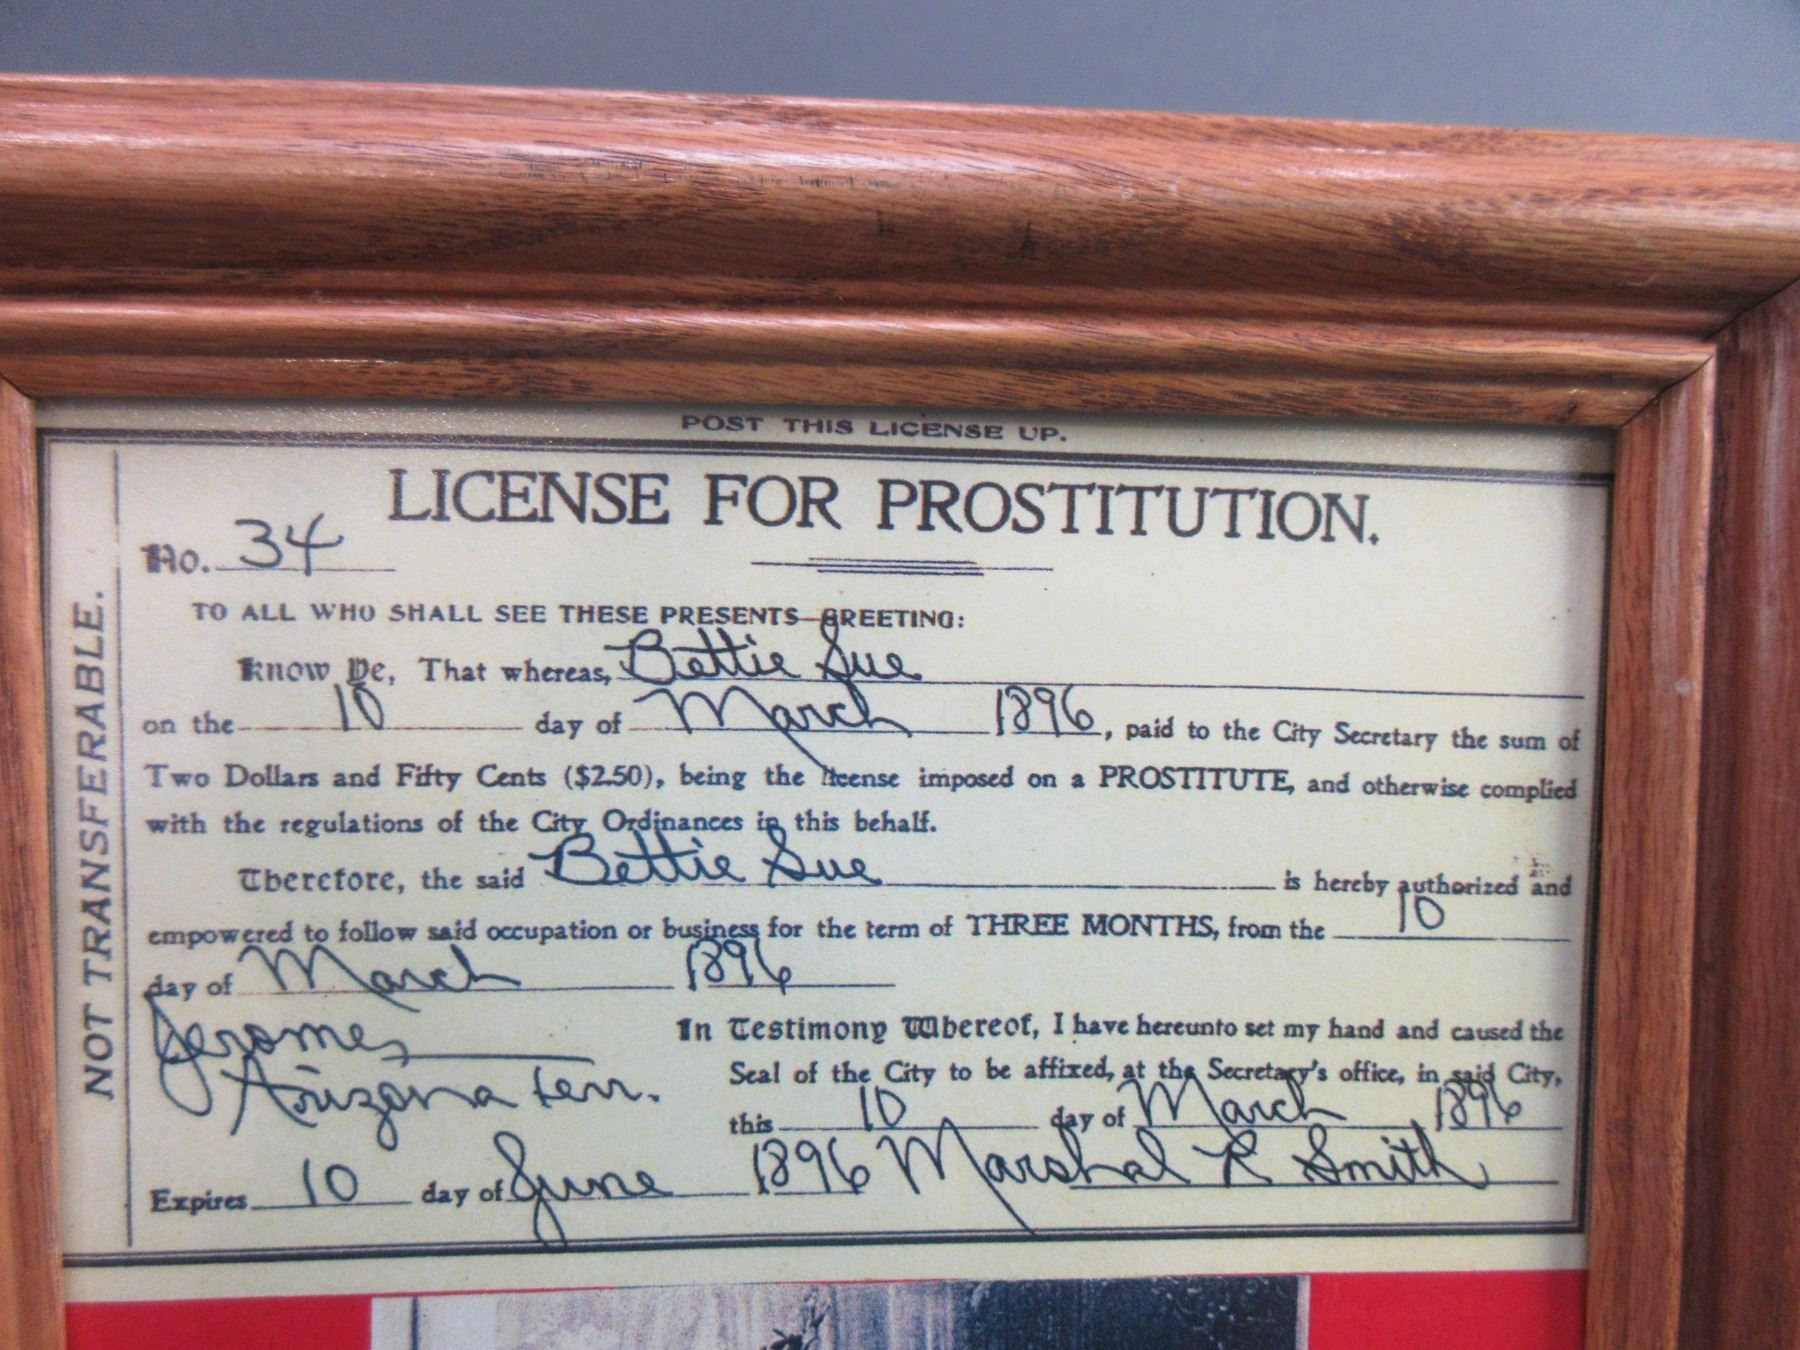 POST THIS LICENSE UP.
LICENSE FOR PROSTITUTION.
No. 34
NOT TRANSFERABLE.
TO ALL WHO SHALL SEE THESE PRESENTS—GREETING:
Know Ye, That whereas, Bettie Sue
on the 10 day of March 1896, paid to the City Secretary the sum of
Two Dollars and Fifty Cents ($2.50), being the license imposed on a PROSTITUTE, and otherwise complied
with the regulations of the City Ordinances in this behalf.
Therefore, the said Bettie Sue is hereby authorized and
empowered to follow said occupation or business for the term of THREE MONTHS, from the 10
day of March 1896
Jerome,
Arizona Terr.
In Testimony Whereof, I have hereunto set my hand and caused the
Seal of the City to be affixed, at the Secretary's office, in said City,
this 10 day of March 1896
Expires 10 day of June 1896 Marshal R Smith